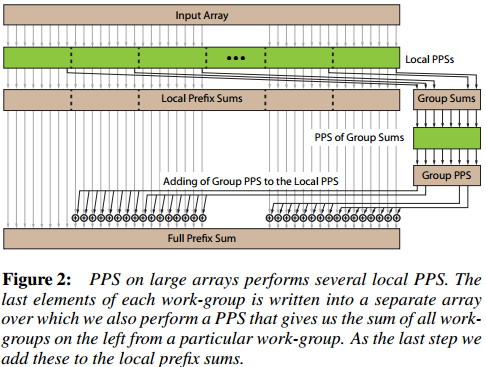 Input Array
Local PPSs
Local Prefix Sums
Group Sums
PPS of Group Sums
Group PPS
Adding of Group PPS to the Local PPS
Full Prefix Sum
Figure 2: PPS on large arrays performs several local PPS. The
last elements of each work-group is written into a separate array
over which we also perform a PPS that gives us the sum of all work-
groups on the left from a particular work-group. As the last step we
add these to the local prefix sums.